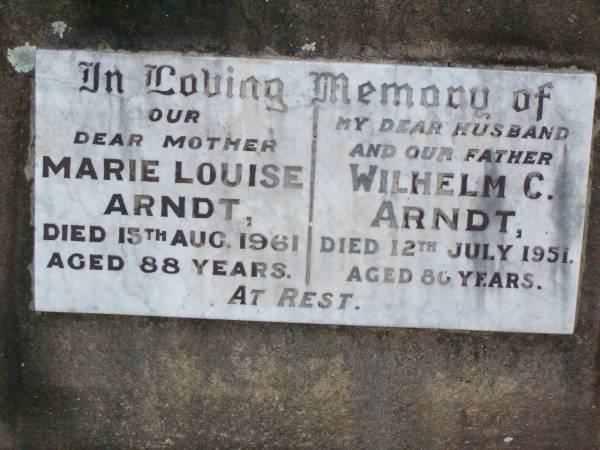 In Loving Memory of
OUR
DEAR MOTHER
MARIE LOUISE
ARNDT,
DIED 15TH AUG. 1961
AGED 88 YEARS.
MY DEAR HUSBAND
AND OUR FATHER
WILHELM C.
ARNDT,
DIED 12TH JULY 1951.
AGED 80 YEARS.
AT REST.